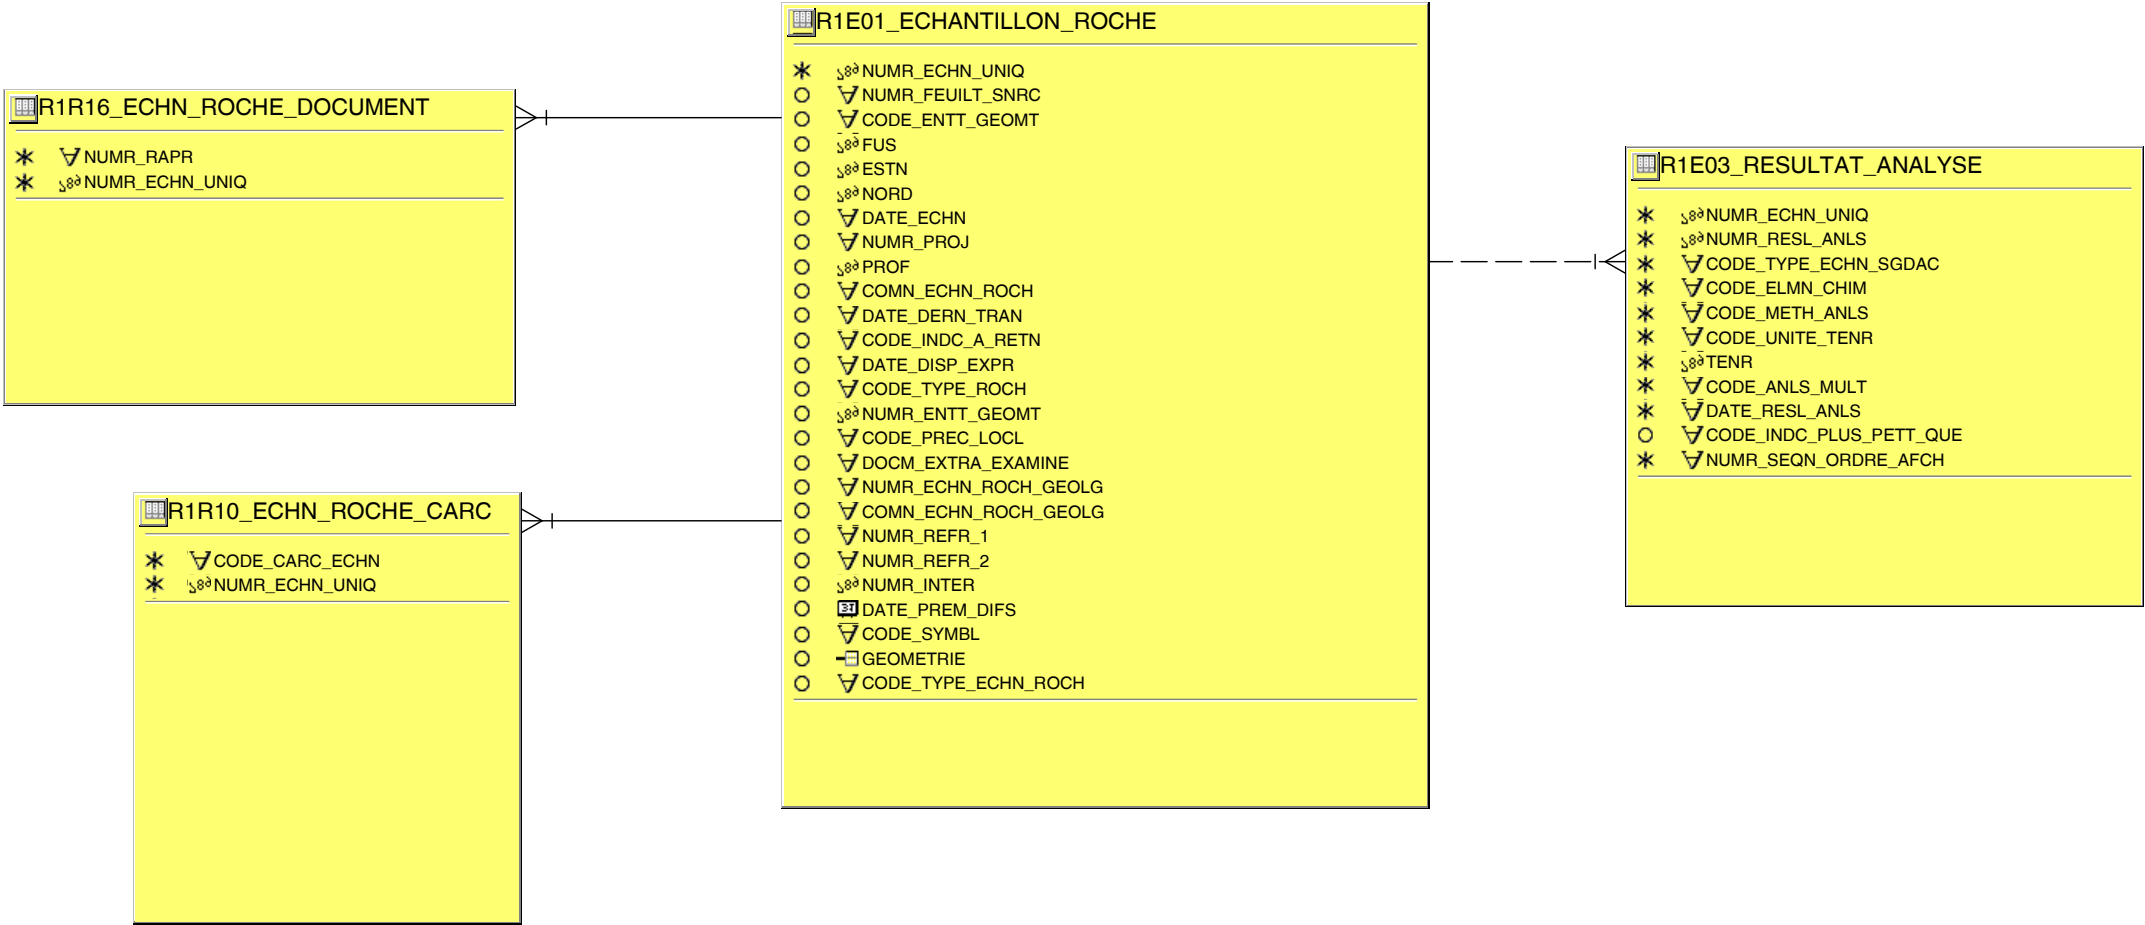 R1E01_ECHANTILLON_ROCHE
NUMR_ECHN_UNIQ
NUMR_FEUILT_SNRC
CODE_ENTT_GEOMT
FUS
ESTN
NORD
DATE_ECHN
NUMR_PROJ
PROF
COMN_ECHN_ROCH
DATE_DERN_TRAN
CODE_INDC_A_RETN
DATE_DISP_EXPR
CODE_TYPE_ROCH
NUMR_ENTT_GEOMT
CODE_PREC_LOCL
DOCM_EXTRA_EXAMINE
NUMR_ECHN_ROCH_GEOLG
COMN_ECHN_ROCH_GEOLG
NUMR_REFR_1
NUMR_REFR_2
NUMR_INTER
DATE_PREM_DIFS
CODE_SYMBL
GEOMETRIE
CODE_TYPE_ECHN_ROCH
R1R16_ECHN_ROCHE_DOCUMENT
NUMR_RAPR
NUMR_ECHN_UNIQ
R1E03_RESULTAT_ANALYSE
NUMR_ECHN_UNIQ
NUMR_RESL_ANLS
CODE_TYPE_ECHN_SGDAC
CODE_ELMN_CHIM
CODE_METH_ANLS
CODE_UNITE_TENR
TENR
CODE_ANLS_MULT
DATE_RESL_ANLS
CODE_INDC_PLUS_PETT_QUE
NUMR_SEQN_ORDRE_AFCH
R1R10_ECHN_ROCHE_CARC
CODE_CARC_ECHN
NUMR_ECHN_UNIQ